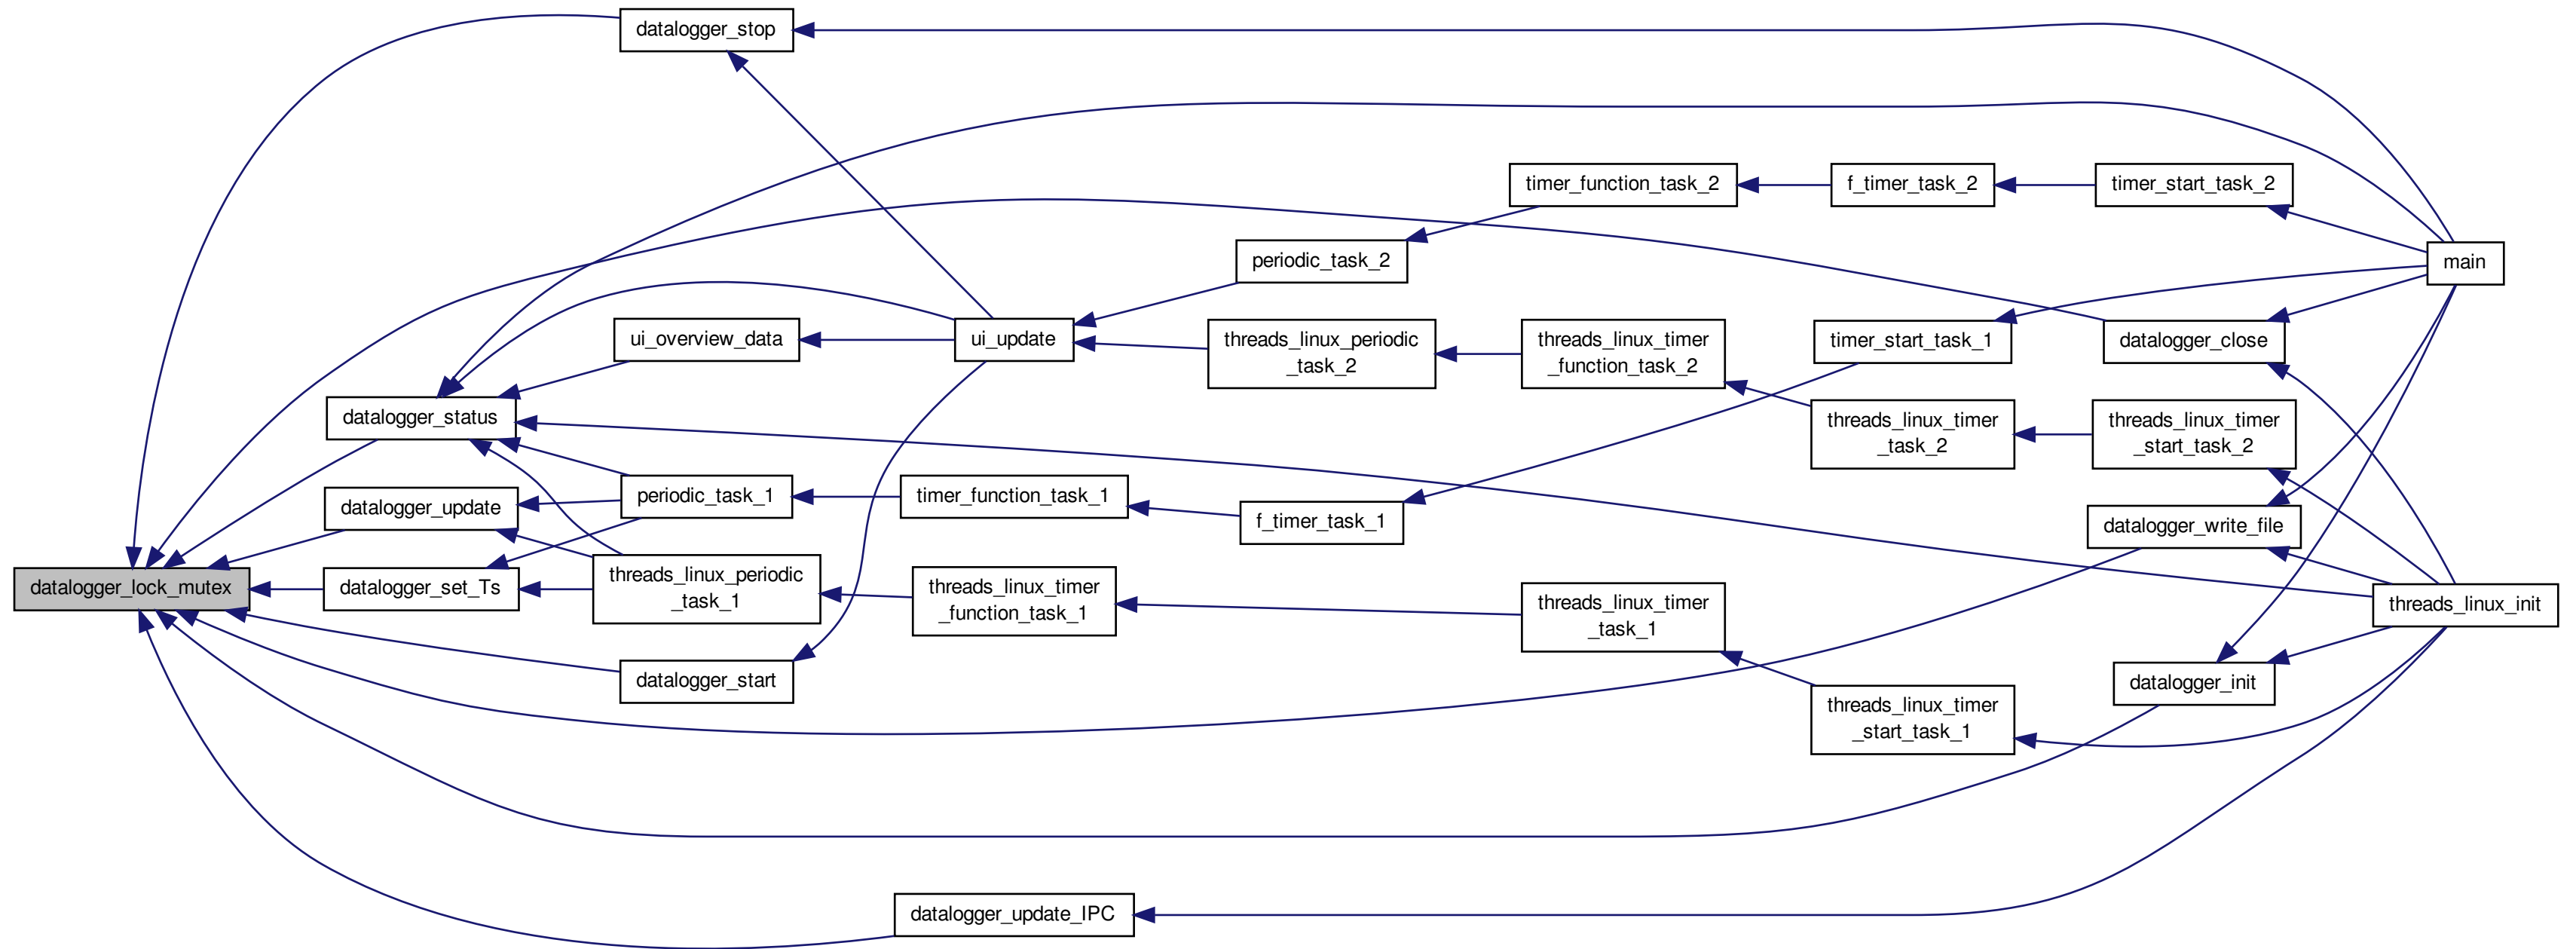 datalogger_stop
timer_function_task_2
f_timer_task_2
timer_start_task_2
periodic_task_2
main
ui_overview_data
ui_update
threads_linux_periodic
_task_2
threads_linux_timer
_function_task_2
timer_start_task_1
datalogger_close
datalogger_status
threads_linux_timer
_task_2
threads_linux_timer
_start_task_2
datalogger_update
periodic_task_1
timer_function_task_1
f_timer_task_1
datalogger_write_file
datalogger_lock_mutex
datalogger_set_Ts
threads_linux_periodic
_task_1
threads_linux_timer
_function_task_1
threads_linux_timer
_task_1
threads_linux_init
datalogger_start
datalogger_init
threads_linux_timer
_start_task_1
datalogger_update_IPC